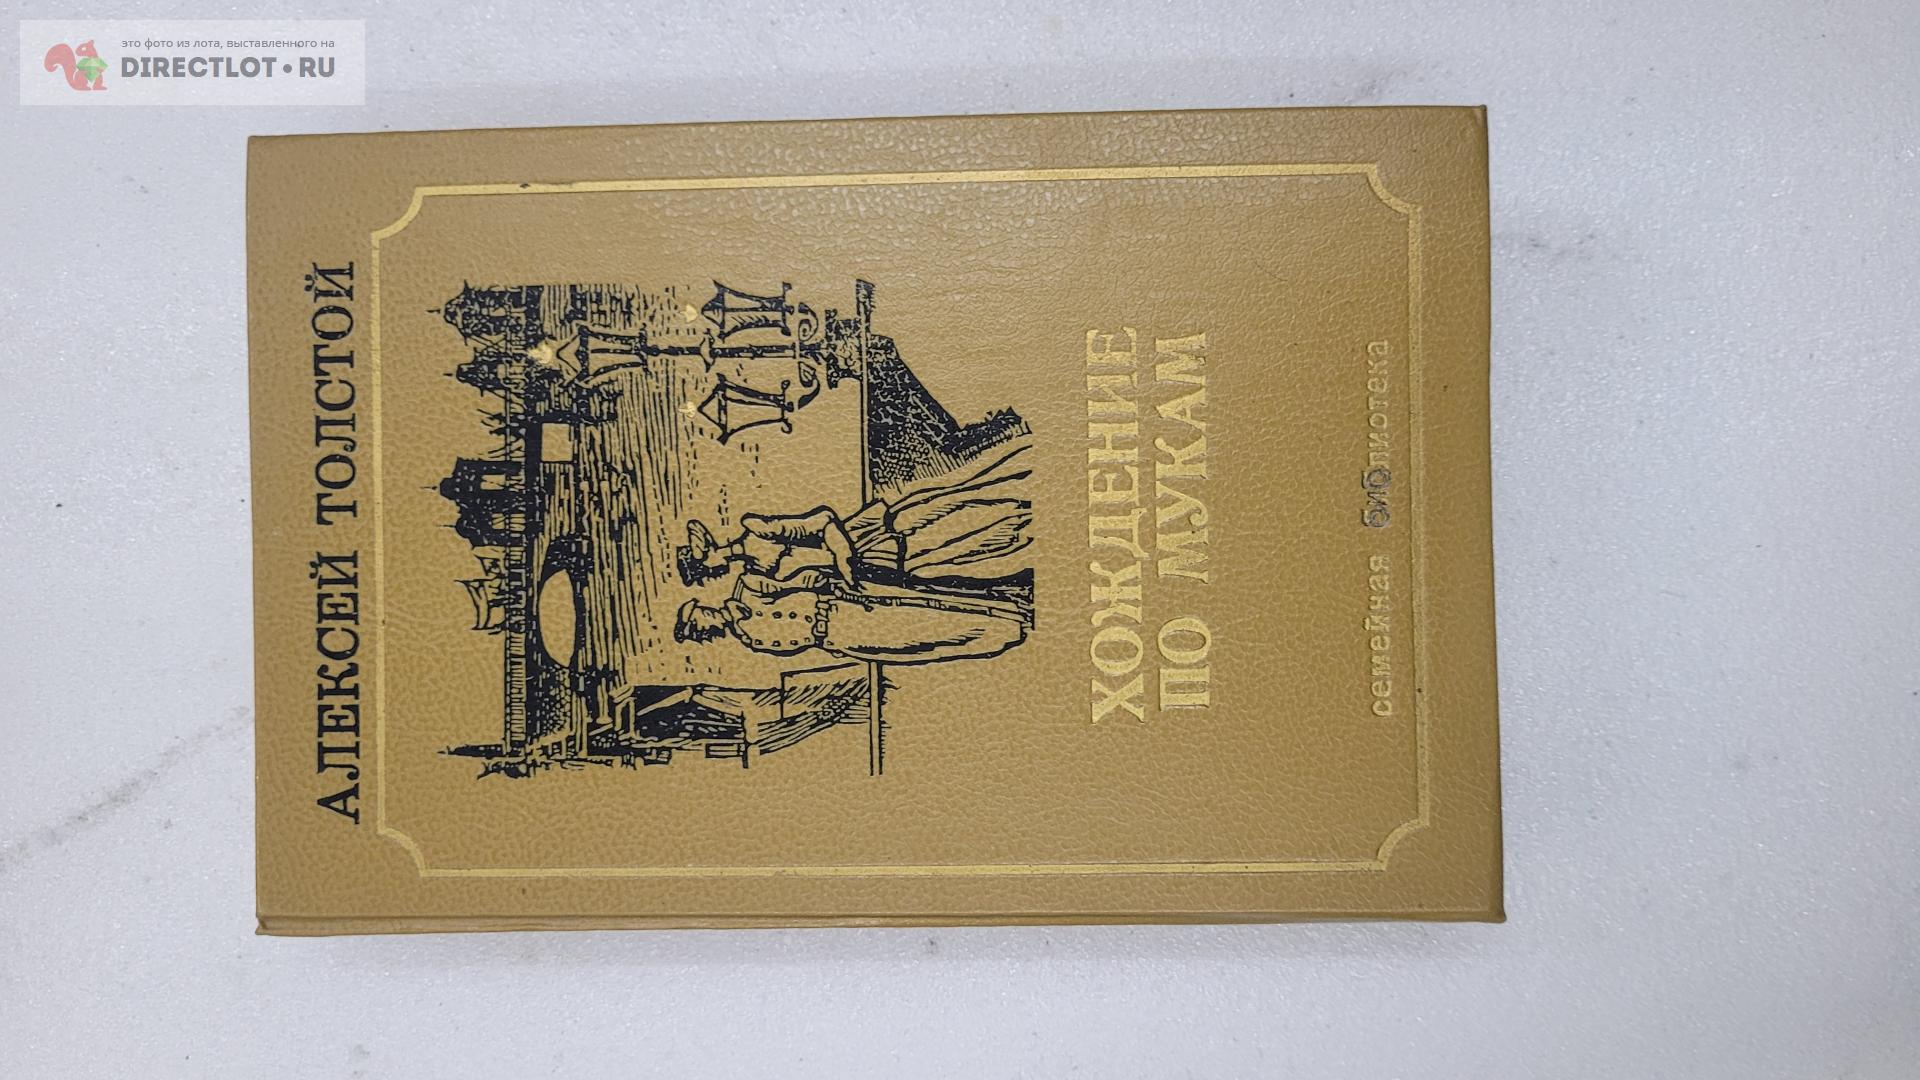 это фото из лота, выставленного на
DIRECTLOT•RU
АЛЕКСЕЙ ТОЛСТОЙ
ХОЖДЕНИЕ
ПО МУКАМ
семейная библиотека